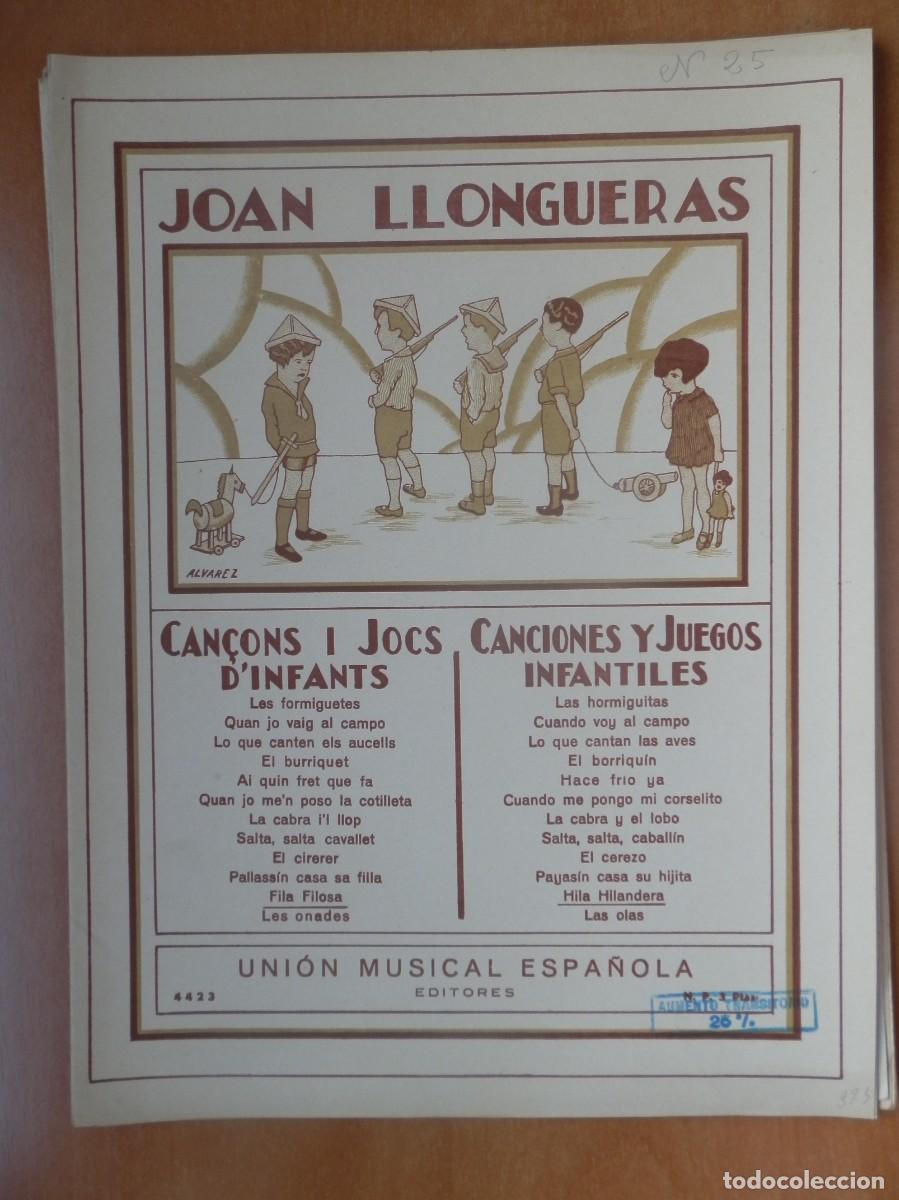 N 25
JOAN LLONGUERAS
ALVAREZ
CANÇONS I JOCS
D'INFANTS
Les formiguetes
Quan jo vaig al campo
Lo que canten els aucells
El burriquet
Ai quin fret que fa
Quan jo me'n poso la cotilleta
La cabra i'l llop
Salta, salta cavallet
El cirerer
Pallassín casa sa filla
Fila Filosa
Les onades
CANCIONES Y JUEGOS
INFANTILES
Las hormiguitas
Cuando voy al campo
Lo que cantan las aves
El borriquín
Hace frío ya
Cuando me pongo mi corselito
La cabra y el lobo
Salta, salta, caballín
El cerezo
Payasín casa su hijita
Hila Hilandera
Las olas
UNIÓN MUSICAL ESPAÑOLA
EDITORES
4423
N. P. 3
AUMENTO TRANSITORIO
25 %
todocoleccion